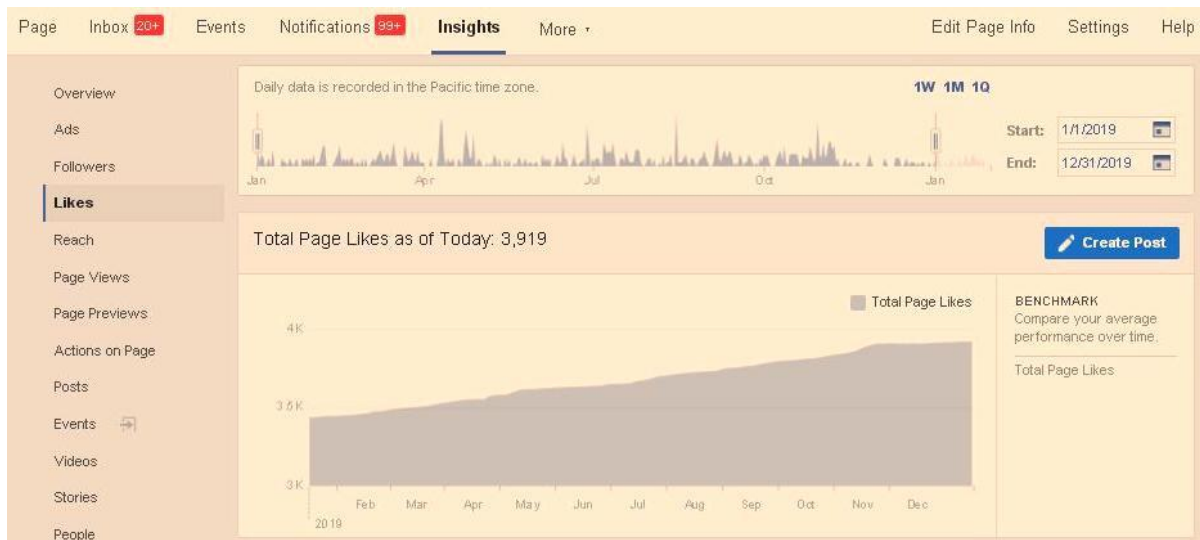 Page Inbox 20+ Events Notifications 99+ Insights More Edit Page Info Settings Help
Overview
Ads
Followers
Likes
Reach
Page Views
Page Previews
Actions on Page
Posts
Events
Videos
Stories
People
Daily data is recorded in the Pacific time zone.
1W 1M 1Q
Start: 1/1/2019
End: 12/31/2019
Jan Apr Jul Oct Jan
Total Page Likes as of Today: 3,919
Create Post
Total Page Likes
4K
3.5K
3K
Feb Mar Apr May Jun Jul Aug Sep Oct Nov Dec
2019
BENCHMARK
Compare your average
performance over time.
Total Page Likes